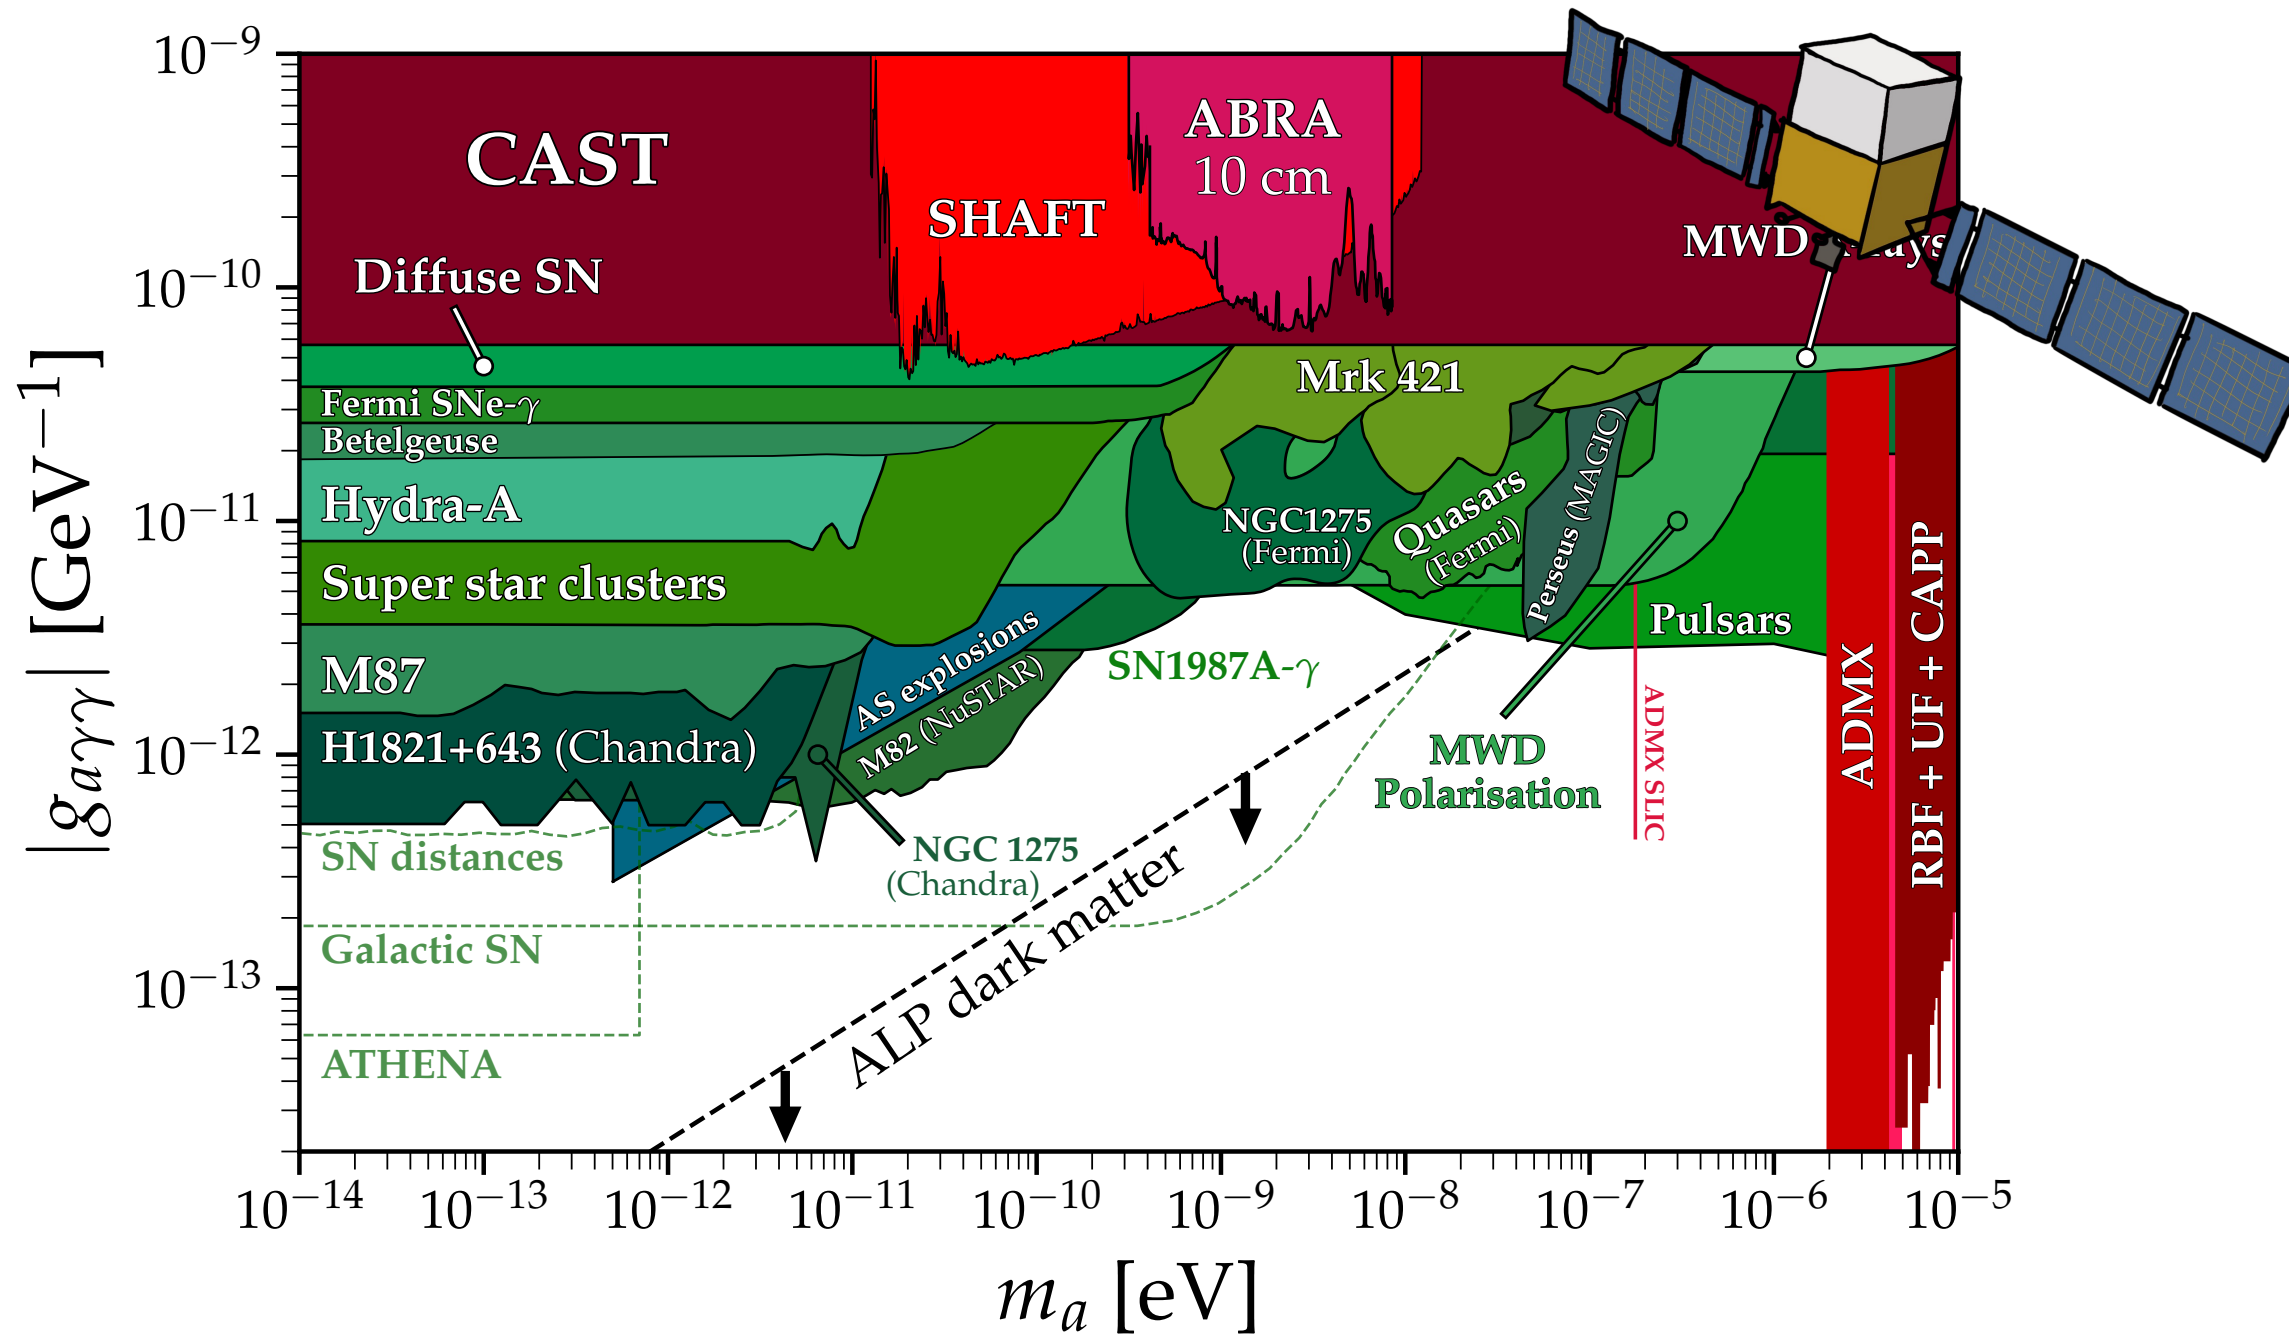 10⁻⁹
10⁻¹⁰
10⁻¹¹
10⁻¹²
10⁻¹³
|g_{aγγ}| [GeV⁻¹]
CAST
SHAFT
ABRA
10 cm
MWD
ays
Diffuse SN
Fermi SNe-γ
Betelgeuse
Hydra-A
Super star clusters
M87
H1821+643 (Chandra)
Mrk 421
NGC1275
(Fermi)
Quasars
(Fermi)
Perseus (MAGIC)
AS explosions
M82 (NuSTAR)
SN1987A-γ
Pulsars
MWD
Polarisation
ADMX SLIC
ADMX
RBF + UF + CAPP
NGC 1275
(Chandra)
SN distances
Galactic SN
ATHENA
ALP dark matter
10⁻¹⁴ 10⁻¹³ 10⁻¹² 10⁻¹¹ 10⁻¹⁰ 10⁻⁹ 10⁻⁸ 10⁻⁷ 10⁻⁶ 10⁻⁵
m_a [eV]